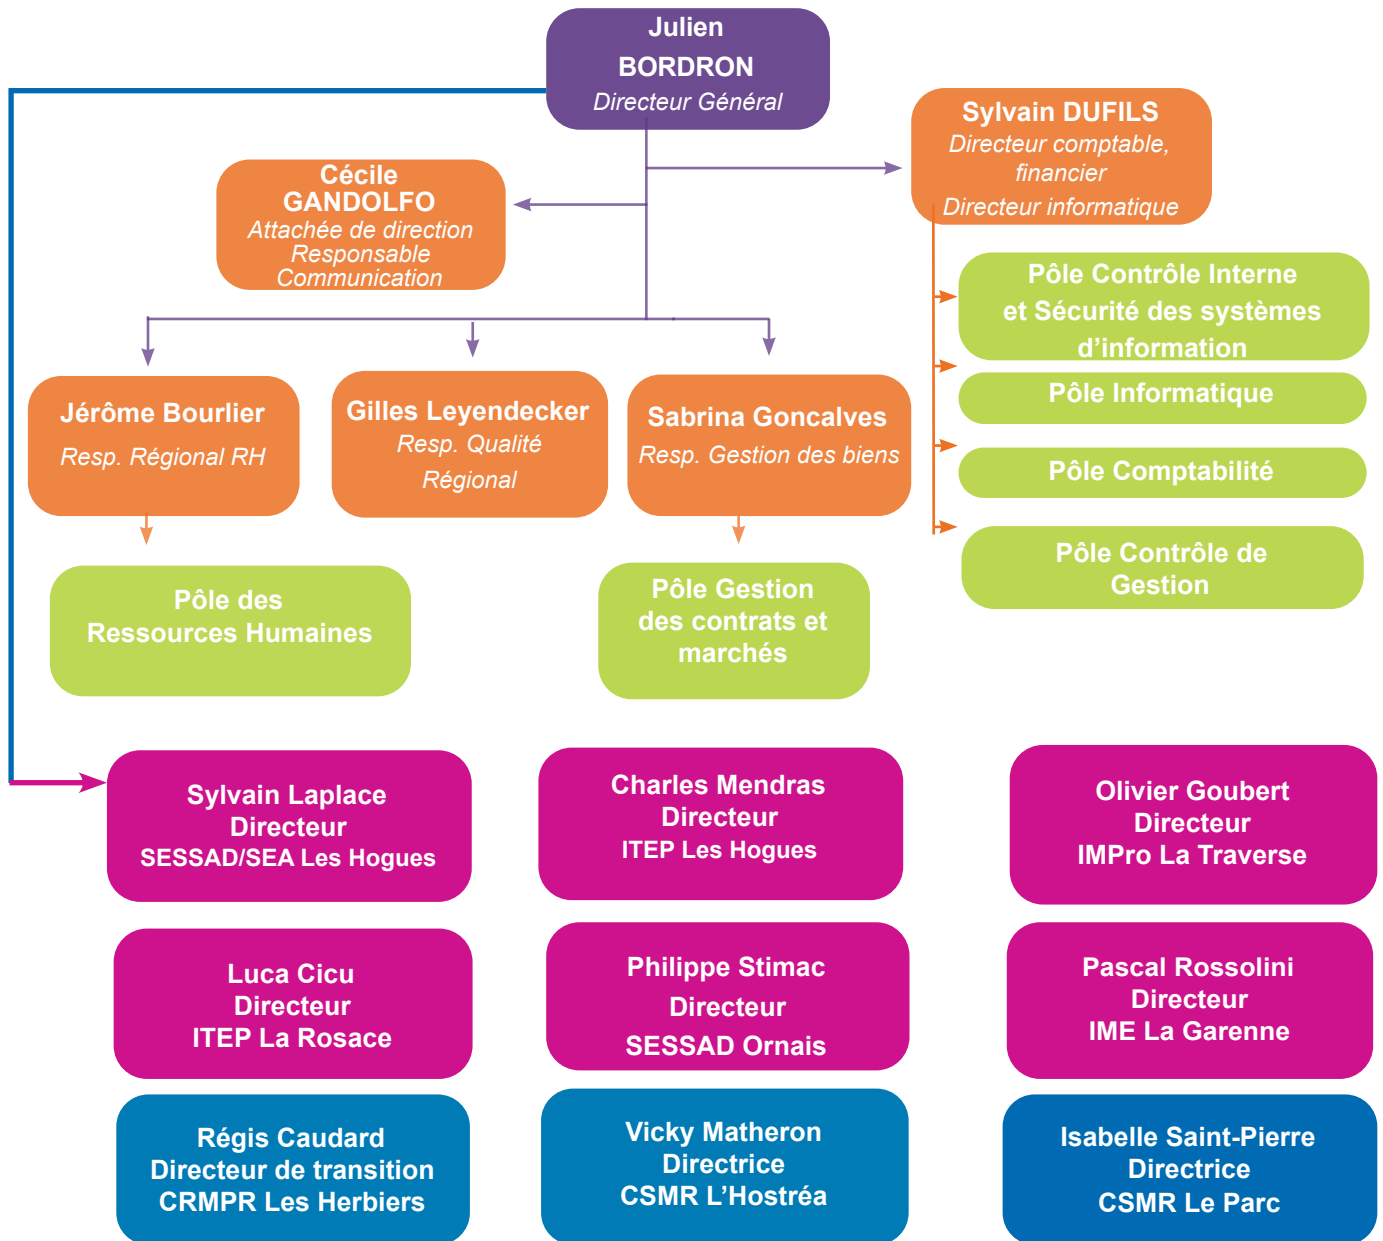 Julien
BORDRON
Directeur Général
Sylvain DUFILS
Directeur comptable,
financier
Directeur informatique
Cécile
GANDOLFO
Attachée de direction
Responsable
Communication
Pôle Contrôle Interne
et Sécurité des systèmes
d’information
Pôle Informatique
Pôle Comptabilité
Pôle Contrôle de
Gestion
Jérôme Bourlier
Resp. Régional RH
Gilles Leyendecker
Resp. Qualité
Régional
Sabrina Goncalves
Resp. Gestion des biens
Pôle des
Ressources Humaines
Pôle Gestion
des contrats et
marchés
Sylvain Laplace
Directeur
SESSAD/SEA Les Hogues
Charles Mendras
Directeur
ITEP Les Hogues
Olivier Goubert
Directeur
IMPro La Traverse
Luca Cicu
Directeur
ITEP La Rosace
Philippe Stimac
Directeur
SESSAD Ornais
Pascal Rossolini
Directeur
IME La Garenne
Régis Caudard
Directeur de transition
CRMPR Les Herbiers
Vicky Matheron
Directrice
CSMR L’Hostréa
Isabelle Saint-Pierre
Directrice
CSMR Le Parc